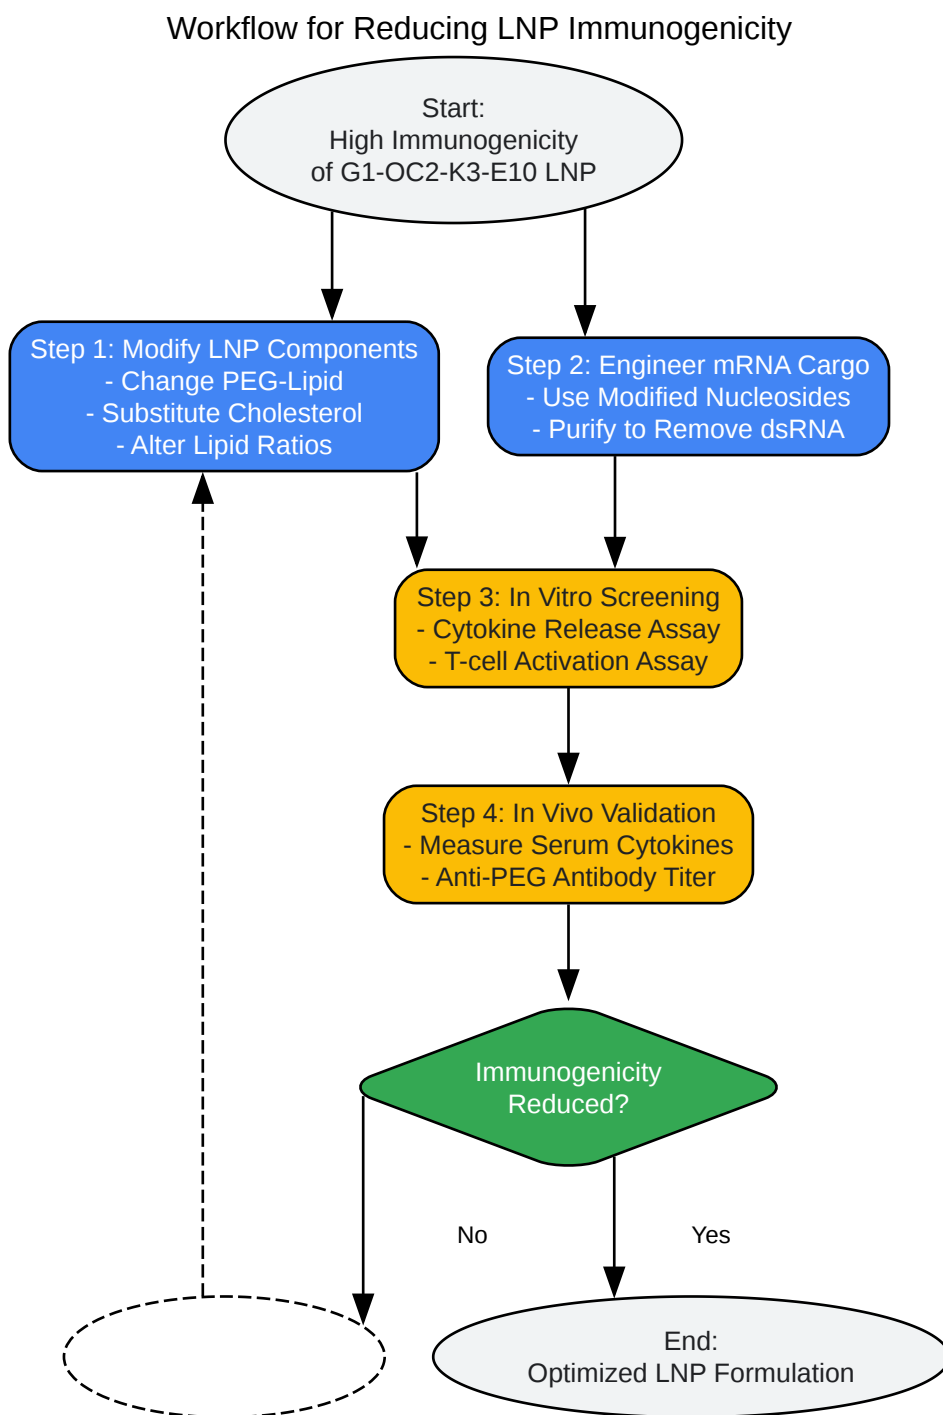 Workflow for Reducing LNP Immunogenicity
Start:
High Immunogenicity
of G1-OC2-K3-E10 LNP
Step 1: Modify LNP Components
- Change PEG-Lipid
- Substitute Cholesterol
- Alter Lipid Ratios
Step 2: Engineer mRNA Cargo
- Use Modified Nucleosides
- Purify to Remove dsRNA
Step 3: In Vitro Screening
- Cytokine Release Assay
- T-cell Activation Assay
Step 4: In Vivo Validation
- Measure Serum Cytokines
- Anti-PEG Antibody Titer
Immunogenicity
Reduced?
No
Yes
End:
Optimized LNP Formulation